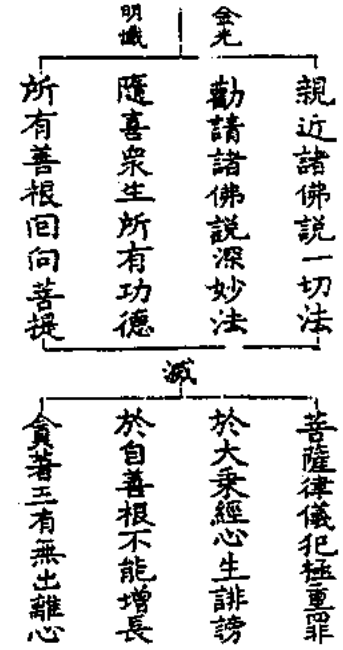 金光
明懺
親近諸佛說一切法
勸請諸佛說深妙法
隨喜衆生所有功德
所有善根囘向菩提
滅
菩薩律儀犯極重罪
於大乘經心生誹謗
於自善根不能增長
貪著三有無出離心